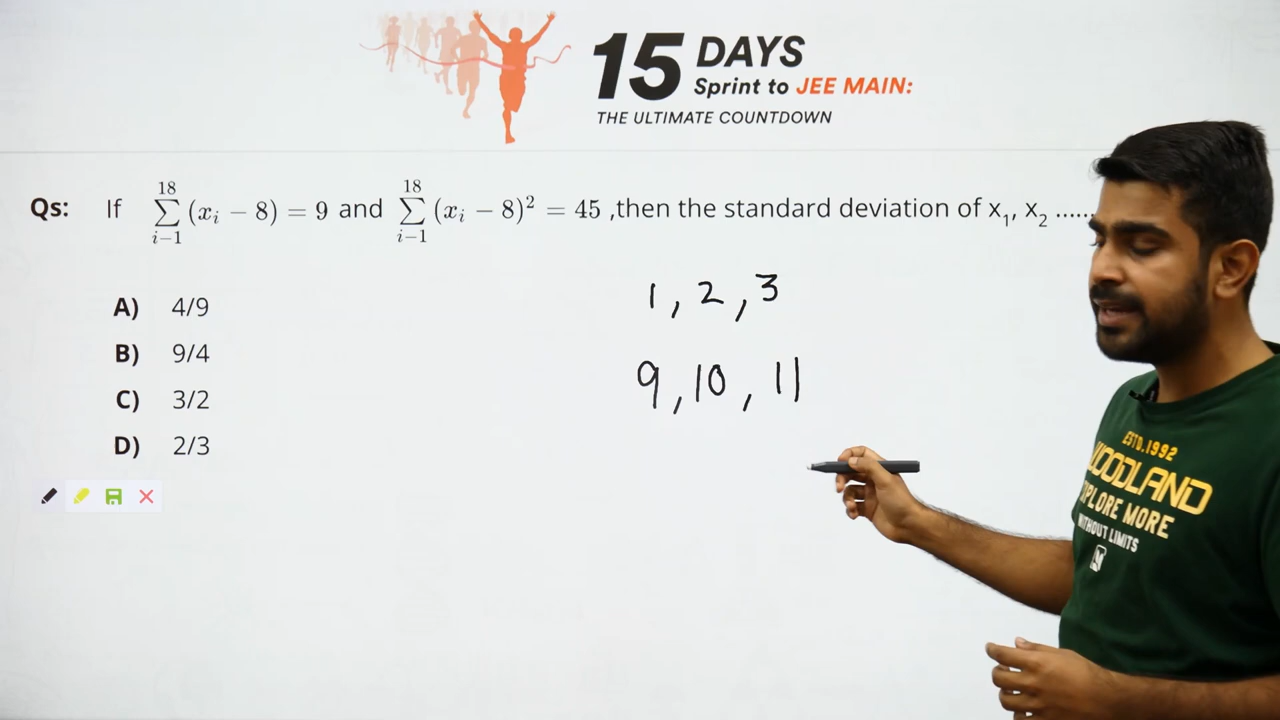 15 DAYS
Sprint to JEE MAIN:
THE ULTIMATE COUNTDOWN
Qs: If \sum_{i-1}^{18} (x_i − 8) = 9 and \sum_{i-1}^{18} (x_i − 8)^2 = 45 ,then the standard deviation of x_1, x_2 ......
A) 4/9
B) 9/4
C) 3/2
D) 2/3
1, 2, 3
9, 10, 11
ESTD.1992
WOODLAND
EXPLORE MORE
WITHOUT LIMITS